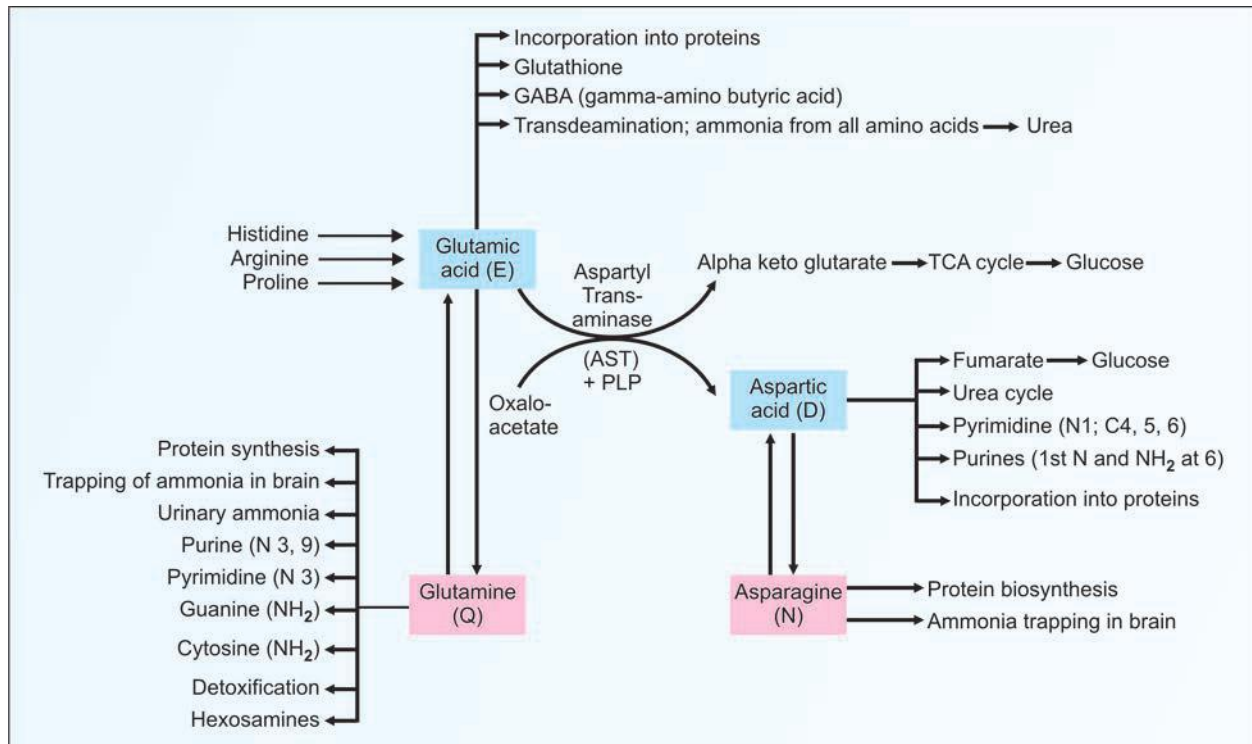 Incorporation into proteins
Glutathione
GABA (gamma-amino butyric acid)
Transdeamination; ammonia from all amino acids
Urea
Histidine
Arginine
Proline
Glutamic
acid (E)
Aspartyl
Trans-
aminase
(AST)
+ PLP
Oxalo-
acetate
Alpha keto glutarate
TCA cycle
Glucose
Aspartic
acid (D)
Fumarate
Glucose
Urea cycle
Pyrimidine (N1; C4, 5, 6)
Purines (1st N and NH₂ at 6)
Incorporation into proteins
Protein synthesis
Trapping of ammonia in brain
Urinary ammonia
Purine (N 3, 9)
Pyrimidine (N 3)
Guanine (NH₂)
Cytosine (NH₂)
Detoxification
Hexosamines
Glutamine
(Q)
Asparagine
(N)
Protein biosynthesis
Ammonia trapping in brain